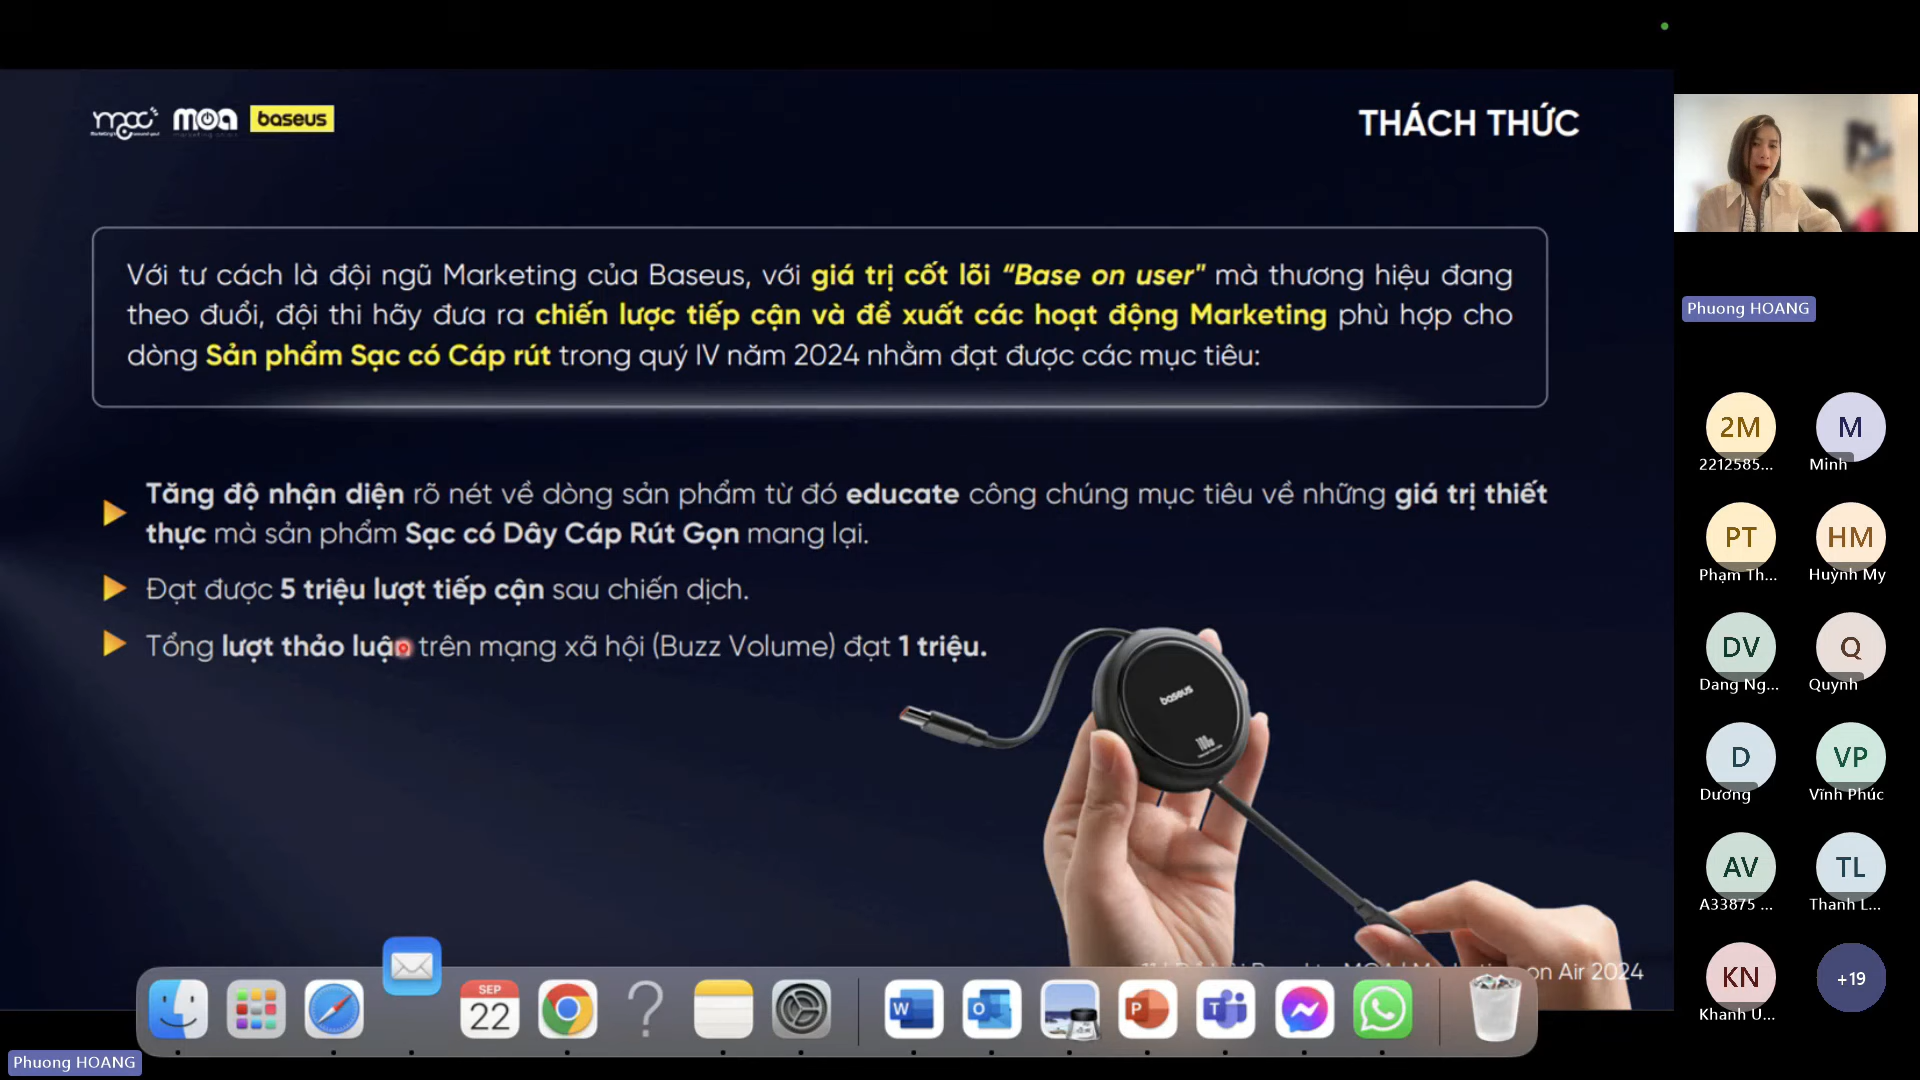 moc
moa
baseus
THÁCH THỨC
Với tư cách là đội ngũ Marketing của Baseus, với giá trị cốt lõi “Base on user" mà thương hiệu đang
theo đuổi, đội thi hãy đưa ra chiến lược tiếp cận và đề xuất các hoạt động Marketing phù hợp cho
dòng Sản phẩm Sạc có Cáp rút trong quý IV năm 2024 nhằm đạt được các mục tiêu:
Tăng độ nhận diện rõ nét về dòng sản phẩm từ đó educate công chúng mục tiêu về những giá trị thiết
thực mà sản phẩm Sạc có Dây Cáp Rút Gọn mang lại.
Đạt được 5 triệu lượt tiếp cận sau chiến dịch.
Tổng lượt thảo luận trên mạng xã hội (Buzz Volume) đạt 1 triệu.
baseus
100W
on Air 2024
SEP
22
Phuong HOANG
Phuong HOANG
2M
2212585...
M
Minh
PT
Phạm Th...
HM
Huỳnh My
DV
Dang Ng...
Q
Quynh
D
Dương
VP
Vĩnh Phúc
AV
A33875 ...
TL
Thanh L...
KN
Khanh U...
+19